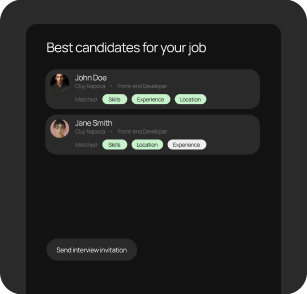 Best candidates for your job
John Doe
Cluj-Napoca • Front-end Developer
Matched Skills Experience Location
Jane Smith
Cluj-Napoca • Front-end Developer
Matched Skills Location Experience
Send interview invitation